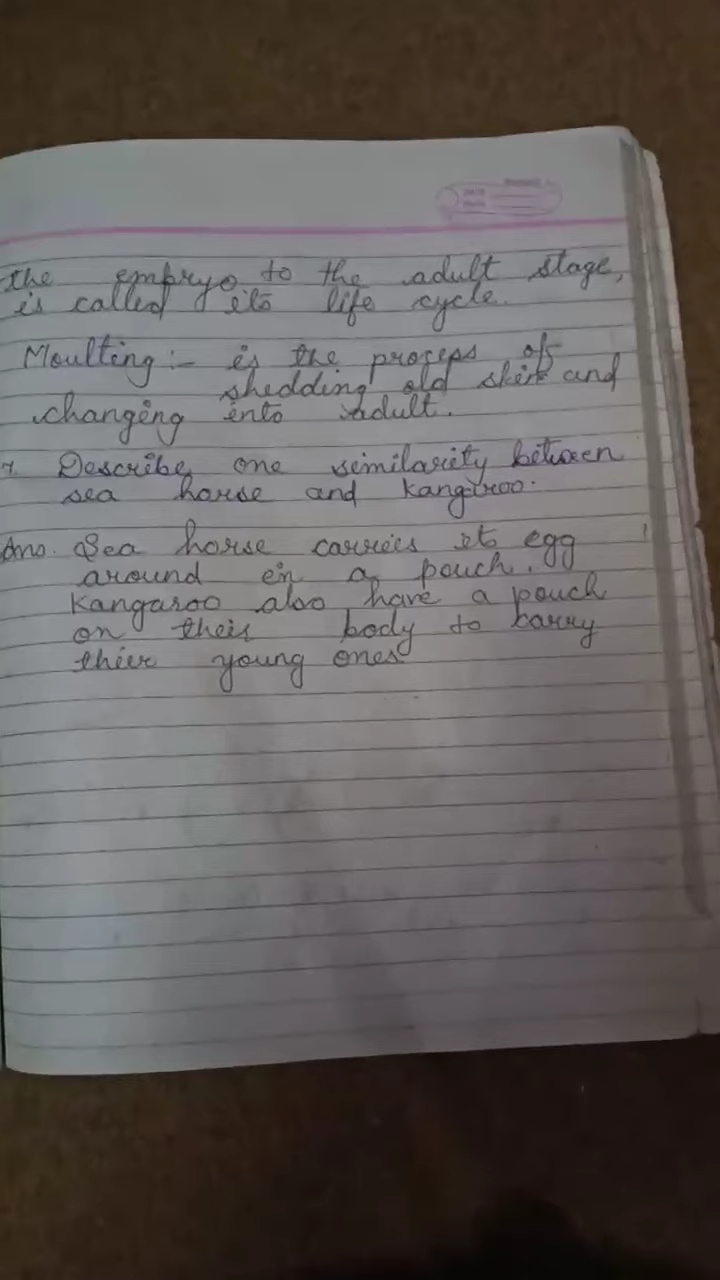 the embryo to the adult stage,
is called its life cycle.
Moulting :- is the process of
shedding old skin and
changing into adult.
Describe one similarity between
sea horse and kangiroo.
Ans. Sea horse carries its egg
around in a pouch.
Kangaroo also have a pouch
on their body to carry
their young ones